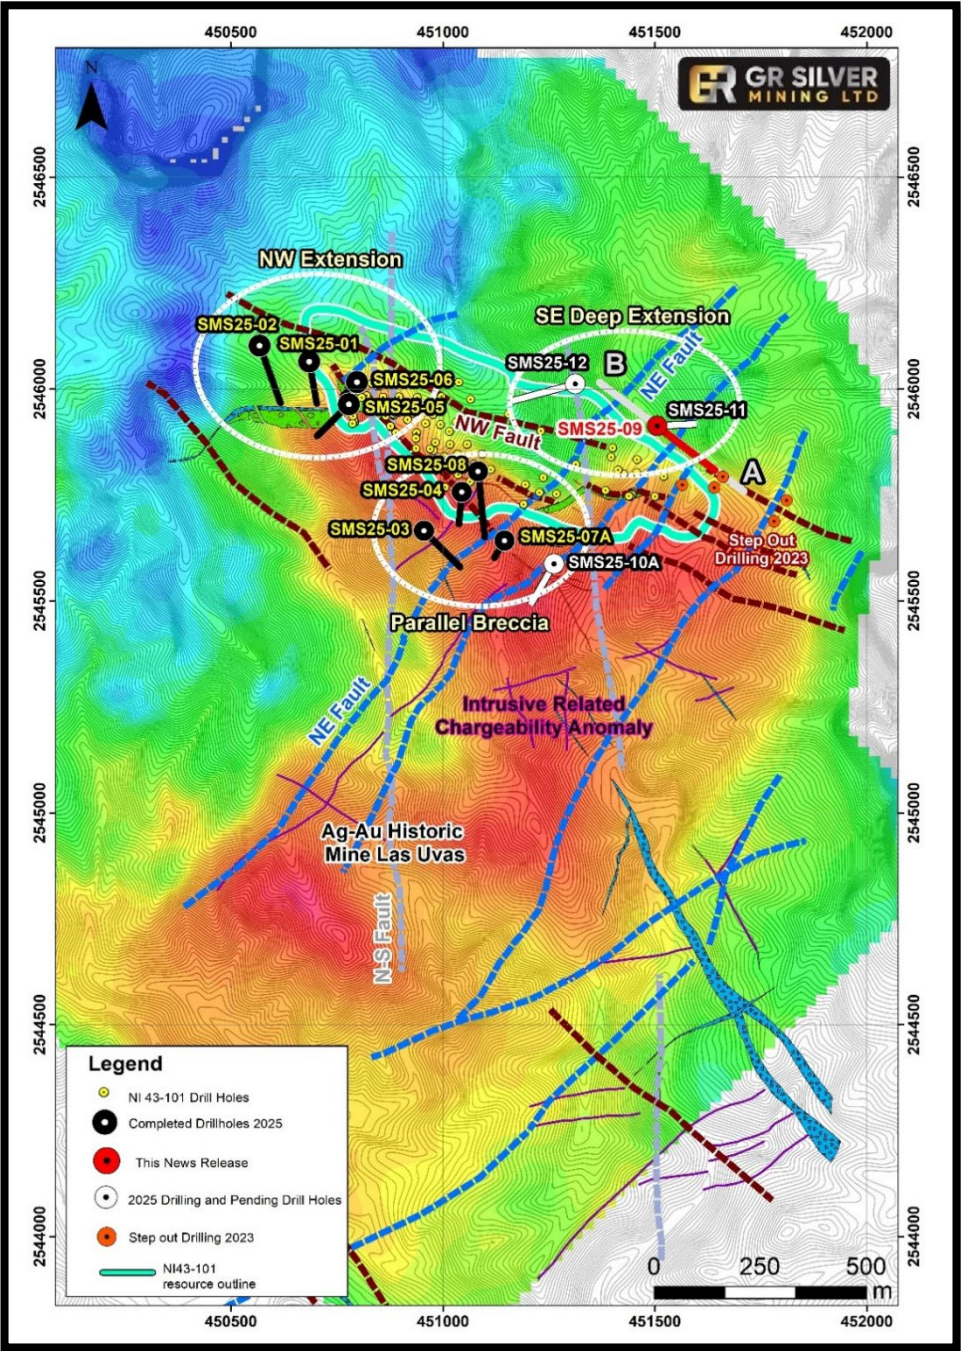 450500
451000
451500
452000
N
GR SILVER
MINING LTD
2546500
2546500
NW Extension
SE Deep Extension
SMS25-02
SMS25-01
SMS25-12
B
NE Fault
SMS25-06
2546000
2546000
SMS25-05
SMS25-11
SMS25-09
NW Fault
SMS25-08
A
SMS25-04
SMS25-03
SMS25-07A
Step Out
Drilling 2023
SMS25-10A
2545500
2545500
Parallel Breccia
NE Fault
Intrusive Related
Chargeability Anomaly
2545000
2545000
Ag-Au Historic
Mine Las Uvas
N-S Fault
2544500
2544500
Legend
NI 43-101 Drill Holes
Completed Drillholes 2025
This News Release
2025 Drilling and Pending Drill Holes
Step out Drilling 2023
NI43-101
resource outline
2544000
2544000
0 250 500
m
450500
451000
451500
452000